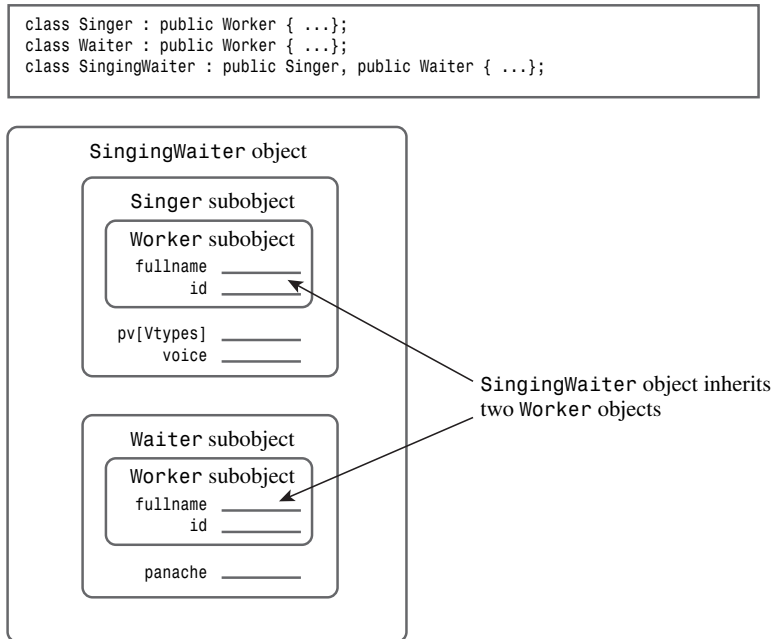 class Singer : public Worker { ...};
class Waiter : public Worker { ...};
class SingingWaiter : public Singer, public Waiter { ...};
SingingWaiter object
Singer subobject
Worker subobject
fullname
id
pv[Vtypes]
voice
SingingWaiter object inherits
two Worker objects
Waiter subobject
Worker subobject
fullname
id
panache